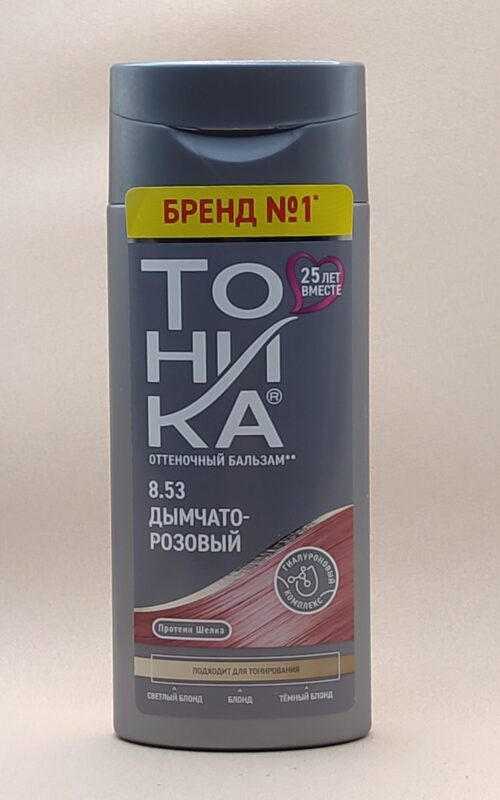 БРЕНД №1*
ТО
НИ
КА®
25 ЛЕТ
ВМЕСТЕ
ОТТЕНОЧНЫЙ БАЛЬЗАМ**
8.53
ДЫМЧАТО-
РОЗОВЫЙ
ГИАЛУРОНОВЫЙ
КОМПЛЕКС
Протеин Шелка
ПОДХОДИТ ДЛЯ ТОНИРОВАНИЯ
СВЕТЛЫЙ БЛОНД БЛОНД ТЁМНЫЙ БЛОНД